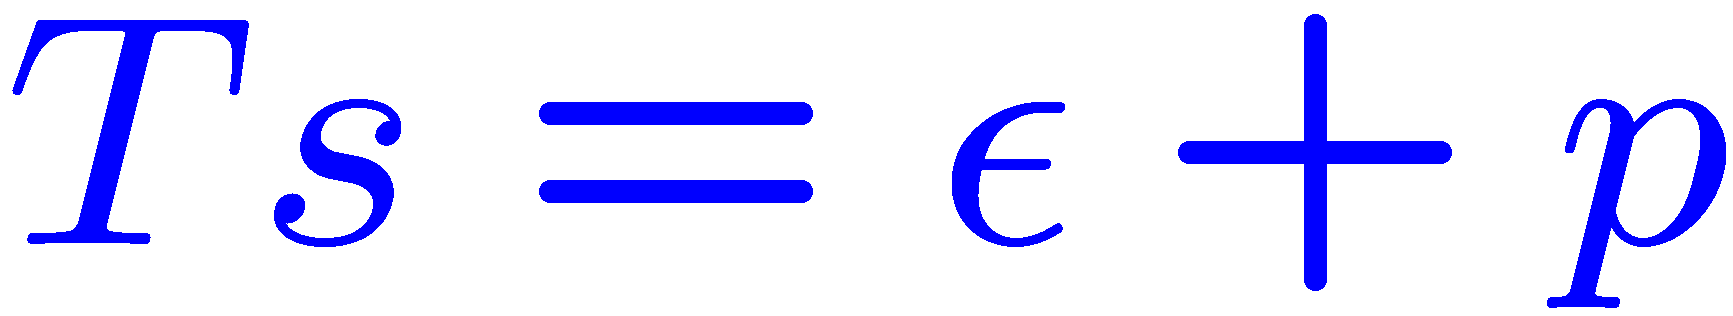 Ts = ϵ + p